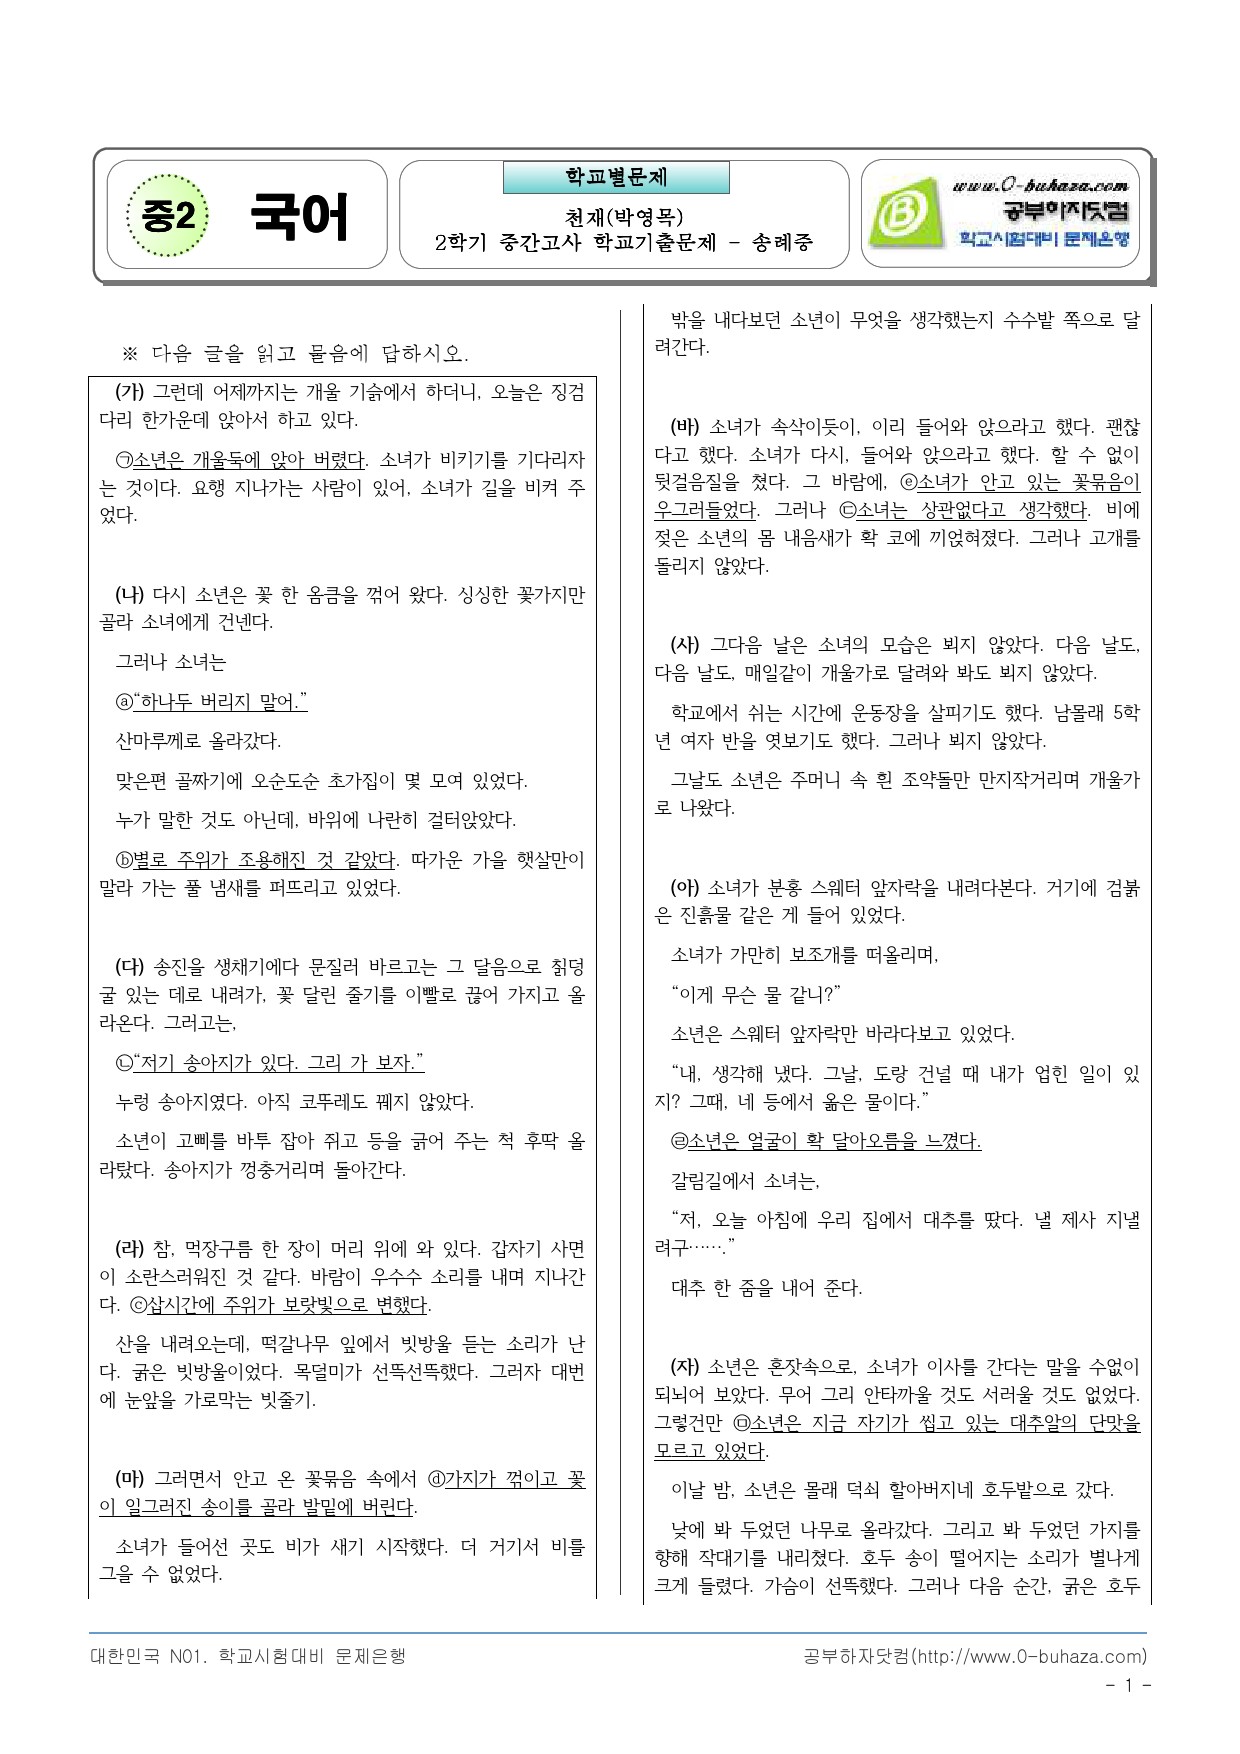 중2 국어
학교별문제
천재(박영목)
2학기 중간고사 학교기출문제 - 송례중
www.0-buhaza.com
공부하자닷컴
학교시험대비 문제은행
※ 다음 글을 읽고 물음에 답하시오.
(가) 그런데 어제까지는 개울 기슭에서 하더니, 오늘은 징검
다리 한가운데 앉아서 하고 있다.
㉠소년은 개울둑에 앉아 버렸다. 소녀가 비키기를 기다리자
는 것이다. 요행 지나가는 사람이 있어, 소녀가 길을 비켜 주
었다.
(나) 다시 소년은 꽃 한 옴큼을 꺾어 왔다. 싱싱한 꽃가지만
골라 소녀에게 건넨다.
그러나 소녀는
ⓐ“하나두 버리지 말어.”
산마루께로 올라갔다.
맞은편 골짜기에 오순도순 초가집이 몇 모여 있었다.
누가 말한 것도 아닌데, 바위에 나란히 걸터앉았다.
ⓑ별로 주위가 조용해진 것 같았다. 따가운 가을 햇살만이
말라 가는 풀 냄새를 퍼뜨리고 있었다.
(다) 송진을 생채기에다 문질러 바르고는 그 달음으로 칡덩
굴 있는 데로 내려가, 꽃 달린 줄기를 이빨로 끊어 가지고 올
라온다. 그러고는,
㉡“저기 송아지가 있다. 그리 가 보자.”
누렁 송아지였다. 아직 코뚜레도 꿰지 않았다.
소년이 고삐를 바투 잡아 쥐고 등을 긁어 주는 척 후딱 올
라탔다. 송아지가 껑충거리며 돌아간다.
(라) 참, 먹장구름 한 장이 머리 위에 와 있다. 갑자기 사면
이 소란스러워진 것 같다. 바람이 우수수 소리를 내며 지나간
다. ⓒ삽시간에 주위가 보랏빛으로 변했다.
산을 내려오는데, 떡갈나무 잎에서 빗방울 듣는 소리가 난
다. 굵은 빗방울이었다. 목덜미가 선뜩선뜩했다. 그러자 대번
에 눈앞을 가로막는 빗줄기.
(마) 그러면서 안고 온 꽃묶음 속에서 ⓓ가지가 꺾이고 꽃
이 일그러진 송이를 골라 발밑에 버린다.
소녀가 들어선 곳도 비가 새기 시작했다. 더 거기서 비를
그을 수 없었다.
밖을 내다보던 소년이 무엇을 생각했는지 수수밭 쪽으로 달
려간다.
(바) 소녀가 속삭이듯이, 이리 들어와 앉으라고 했다. 괜찮
다고 했다. 소녀가 다시, 들어와 앉으라고 했다. 할 수 없이
뒷걸음질을 쳤다. 그 바람에, ⓔ소녀가 안고 있는 꽃묶음이
우그러들었다. 그러나 ㉢소녀는 상관없다고 생각했다. 비에
젖은 소년의 몸 내음새가 확 코에 끼얹혀졌다. 그러나 고개를
돌리지 않았다.
(사) 그다음 날은 소녀의 모습은 뵈지 않았다. 다음 날도,
다음 날도, 매일같이 개울가로 달려와 봐도 뵈지 않았다.
학교에서 쉬는 시간에 운동장을 살피기도 했다. 남몰래 5학
년 여자 반을 엿보기도 했다. 그러나 뵈지 않았다.
그날도 소년은 주머니 속 흰 조약돌만 만지작거리며 개울가
로 나왔다.
(아) 소녀가 분홍 스웨터 앞자락을 내려다본다. 거기에 검붉
은 진흙물 같은 게 들어 있었다.
소녀가 가만히 보조개를 떠올리며,
“이게 무슨 물 같니?”
소년은 스웨터 앞자락만 바라다보고 있었다.
“내, 생각해 냈다. 그날, 도랑 건널 때 내가 업힌 일이 있
지? 그때, 네 등에서 옮은 물이다.”
㉣소년은 얼굴이 확 달아오름을 느꼈다.
갈림길에서 소녀는,
“저, 오늘 아침에 우리 집에서 대추를 땄다. 낼 제사 지낼
려구…….”
대추 한 줌을 내어 준다.
(자) 소년은 혼잣속으로, 소녀가 이사를 간다는 말을 수없이
되뇌어 보았다. 무어 그리 안타까울 것도 서러울 것도 없었다.
그렇건만 ㉤소년은 지금 자기가 씹고 있는 대추알의 단맛을
모르고 있었다.
이날 밤, 소년은 몰래 덕쇠 할아버지네 호두밭으로 갔다.
낮에 봐 두었던 나무로 올라갔다. 그리고 봐 두었던 가지를
향해 작대기를 내리쳤다. 호두 송이 떨어지는 소리가 별나게
크게 들렸다. 가슴이 선뜩했다. 그러나 다음 순간, 굵은 호두
대한민국 N01. 학교시험대비 문제은행
공부하자닷컴(http://www.0-buhaza.com)
- 1 -